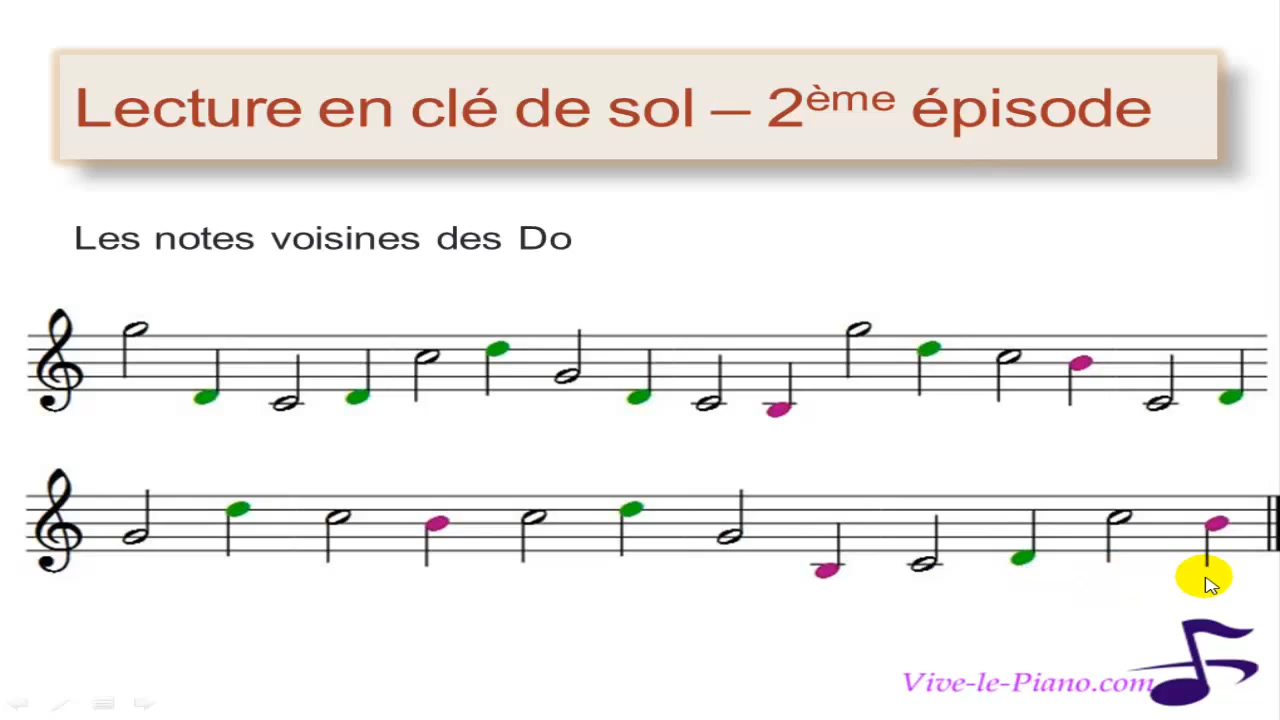 Lecture en clé de sol – 2ème épisode
Les notes voisines des Do
Vive-le-Piano.com